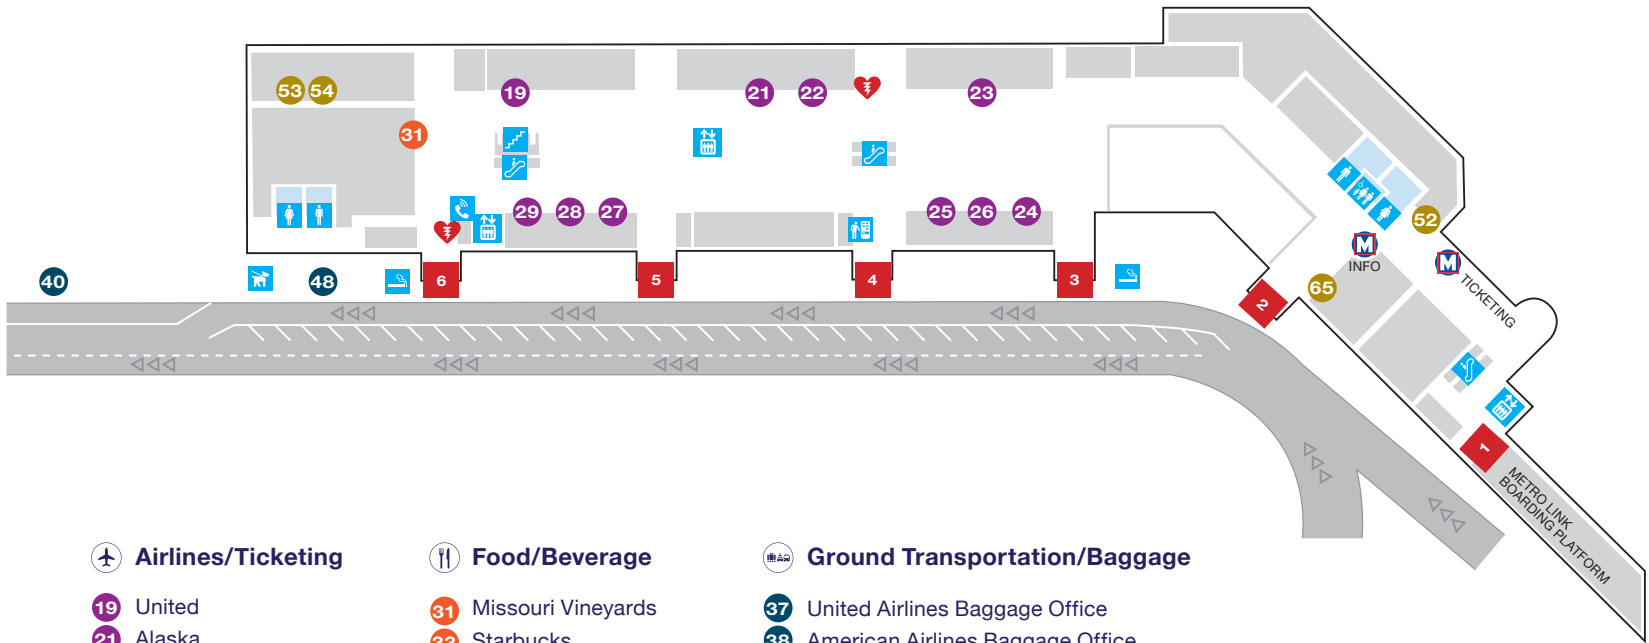 53 54
19
21 22
23
31
29 28 27
25 26 24
52
M
INFO
M
TICKETING
40
48
6
5
4
3
2
65
1
METRO LINK
BOARDING PLATFORM
Airlines/Ticketing
19 United
21 Alaska
Food/Beverage
31 Missouri Vineyards
33 Starbucks
Ground Transportation/Baggage
37 United Airlines Baggage Office
38 American Airlines Baggage Office